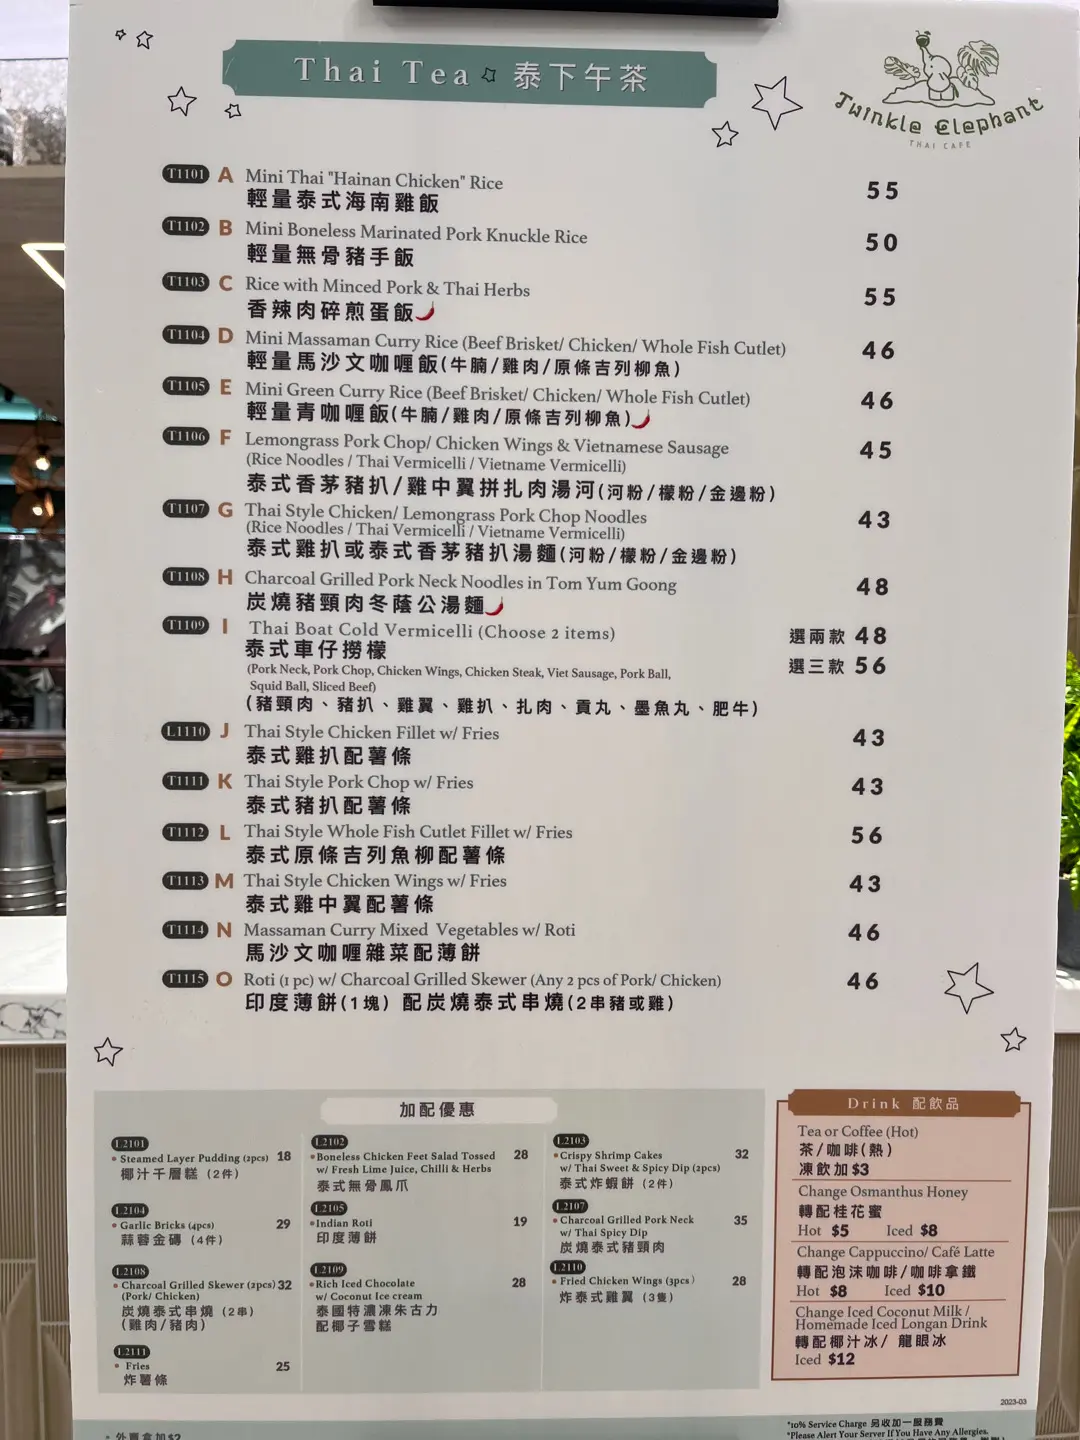 Thai Tea 泰下午茶
Twinkle Elephant
THAI CAFE
T1101 A Mini Thai "Hainan Chicken" Rice 55
輕量泰式海南雞飯
T1102 B Mini Boneless Marinated Pork Knuckle Rice 50
輕量無骨豬手飯
T1103 C Rice with Minced Pork & Thai Herbs 55
香辣肉碎煎蛋飯
T1104 D Mini Massaman Curry Rice (Beef Brisket/ Chicken/ Whole Fish Cutlet) 46
輕量馬沙文咖喱飯(牛腩/雞肉/原條吉列柳魚)
T1105 E Mini Green Curry Rice (Beef Brisket/ Chicken/ Whole Fish Cutlet) 46
輕量青咖喱飯(牛腩/雞肉/原條吉列柳魚)
T1106 F Lemongrass Pork Chop/ Chicken Wings & Vietnamese Sausage 45
(Rice Noodles / Thai Vermicelli / Vietname Vermicelli)
泰式香茅豬扒/雞中翼拼扎肉湯河(河粉/檬粉/金邊粉)
T1107 G Thai Style Chicken/ Lemongrass Pork Chop Noodles 43
(Rice Noodles / Thai Vermicelli / Vietname Vermicelli)
泰式雞扒或泰式香茅豬扒湯麵(河粉/檬粉/金邊粉)
T1108 H Charcoal Grilled Pork Neck Noodles in Tom Yum Goong 48
炭燒豬頸肉冬蔭公湯麵
T1109 I Thai Boat Cold Vermicelli (Choose 2 items) 選兩款 48
泰式車仔撈檬 選三款 56
(Pork Neck, Pork Chop, Chicken Wings, Chicken Steak, Viet Sausage, Pork Ball,
Squid Ball, Sliced Beef)
(豬頸肉、豬扒、雞翼、雞扒、扎肉、貢丸、墨魚丸、肥牛)
L1110 J Thai Style Chicken Fillet w/ Fries 43
泰式雞扒配薯條
T1111 K Thai Style Pork Chop w/ Fries 43
泰式豬扒配薯條
T1112 L Thai Style Whole Fish Cutlet Fillet w/ Fries 56
泰式原條吉列魚柳配薯條
T1113 M Thai Style Chicken Wings w/ Fries 43
泰式雞中翼配薯條
T1114 N Massaman Curry Mixed Vegetables w/ Roti 46
馬沙文咖喱雜菜配薄餅
T1115 O Roti (1 pc) w/ Charcoal Grilled Skewer (Any 2 pcs of Pork/ Chicken) 46
印度薄餅(1塊) 配炭燒泰式串燒(2串豬或雞)
加配優惠
L2101
• Steamed Layer Pudding (2pcs) 18
椰汁千層糕 (2件)
L2104
• Garlic Bricks (4pcs) 29
蒜蓉金磚 (4件)
L2108
• Charcoal Grilled Skewer (2pcs) 32
(Pork/ Chicken)
炭燒泰式串燒 (2串)
(雞肉/豬肉)
L2111
• Fries 25
炸薯條
L2102
• Boneless Chicken Feet Salad Tossed 28
w/ Fresh Lime Juice, Chilli & Herbs
泰式無骨鳳爪
L2105
• Indian Roti 19
印度薄餅
L2109
• Rich Iced Chocolate 28
w/ Coconut Ice cream
泰國特濃凍朱古力
配椰子雪糕
L2103
• Crispy Shrimp Cakes 32
w/ Thai Sweet & Spicy Dip (2pcs)
泰式炸蝦餅 (2件)
L2107
• Charcoal Grilled Pork Neck 35
w/ Thai Spicy Dip
炭燒泰式豬頸肉
L2110
• Fried Chicken Wings (3pcs) 28
炸泰式雞翼 (3隻)
Drink 配飲品
Tea or Coffee (Hot)
茶/咖啡(熱)
凍飲加$3
Change Osmanthus Honey
轉配桂花蜜
Hot $5 Iced $8
Change Cappuccino/ Café Latte
轉配泡沫咖啡/咖啡拿鐵
Hot $8 Iced $10
Change Iced Coconut Milk /
Homemade Iced Longan Drink
轉配椰汁冰/ 龍眼冰
Iced $12
2023-03
*10% Service Charge 另收加一服務費
*Please Alert Your Server If You Have Any Allergies.
• 外賣盒加$2